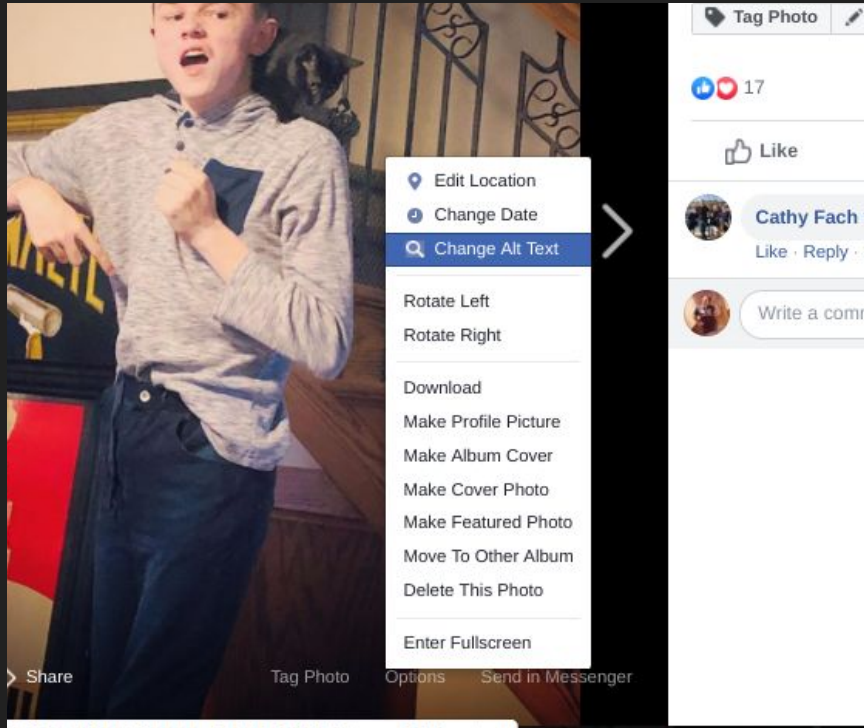 Tag Photo
17
Like
Edit Location
Change Date
Change Alt Text
Cathy Fach
Like · Reply ·
Rotate Left
Rotate Right
Write a comm
Download
Make Profile Picture
Make Album Cover
Make Cover Photo
Make Featured Photo
Move To Other Album
Delete This Photo
Enter Fullscreen
Share
Tag Photo
Options
Send in Messenger